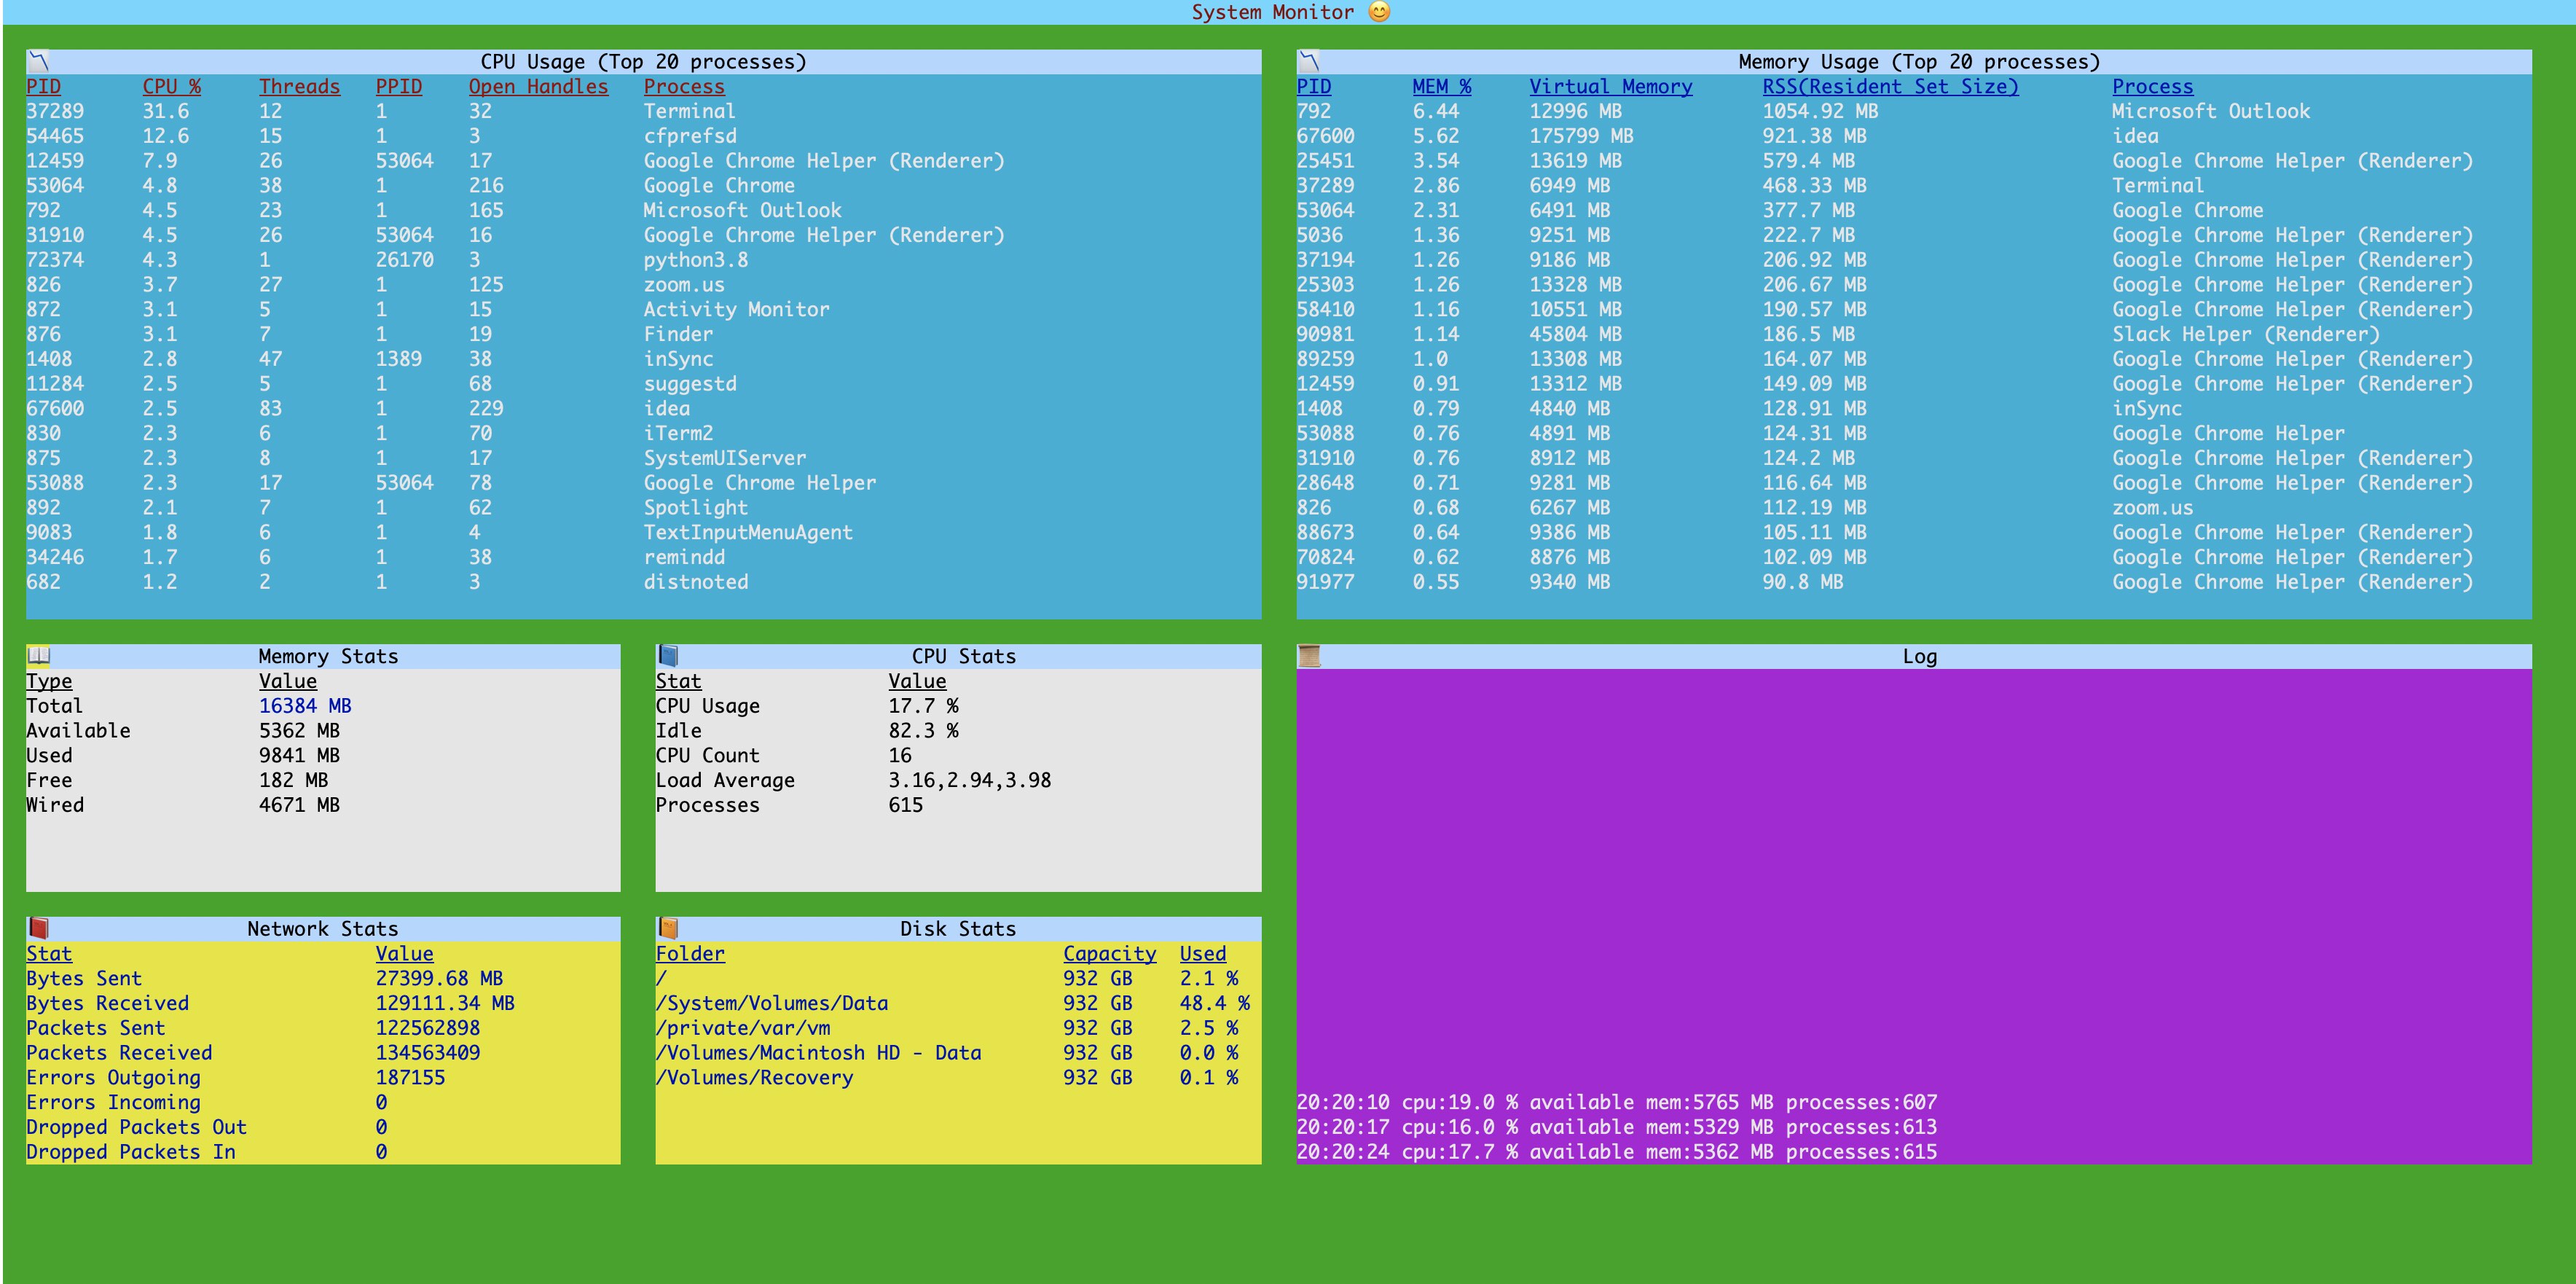 System Monitor 😊
CPU Usage (Top 20 processes)
PID CPU % Threads PPID Open Handles Process
37289 31.6 12 1 32 Terminal
54465 12.6 15 1 3 cfprefsd
12459 7.9 26 53064 17 Google Chrome Helper (Renderer)
53064 4.8 38 1 216 Google Chrome
792 4.5 23 1 165 Microsoft Outlook
31910 4.5 26 53064 16 Google Chrome Helper (Renderer)
72374 4.3 1 26170 3 python3.8
826 3.7 27 1 125 zoom.us
872 3.1 5 1 15 Activity Monitor
876 3.1 7 1 19 Finder
1408 2.8 47 1389 38 inSync
11284 2.5 5 1 68 suggestd
67600 2.5 83 1 229 idea
830 2.3 6 1 70 iTerm2
875 2.3 8 1 17 SystemUIServer
53088 2.3 17 53064 78 Google Chrome Helper
892 2.1 7 1 62 Spotlight
9083 1.8 6 1 4 TextInputMenuAgent
34246 1.7 6 1 38 remindd
682 1.2 2 1 3 distnoted
Memory Usage (Top 20 processes)
PID MEM % Virtual Memory RSS(Resident Set Size) Process
792 6.44 12996 MB 1054.92 MB Microsoft Outlook
67600 5.62 175799 MB 921.38 MB idea
25451 3.54 13619 MB 579.4 MB Google Chrome Helper (Renderer)
37289 2.86 6949 MB 468.33 MB Terminal
53064 2.31 6491 MB 377.7 MB Google Chrome
5036 1.36 9251 MB 222.7 MB Google Chrome Helper (Renderer)
37194 1.26 9186 MB 206.92 MB Google Chrome Helper (Renderer)
25303 1.26 13328 MB 206.67 MB Google Chrome Helper (Renderer)
58410 1.16 10551 MB 190.57 MB Google Chrome Helper (Renderer)
90981 1.14 45804 MB 186.5 MB Slack Helper (Renderer)
89259 1.0 13308 MB 164.07 MB Google Chrome Helper (Renderer)
12459 0.91 13312 MB 149.09 MB Google Chrome Helper (Renderer)
1408 0.79 4840 MB 128.91 MB inSync
53088 0.76 4891 MB 124.31 MB Google Chrome Helper
31910 0.76 8912 MB 124.2 MB Google Chrome Helper (Renderer)
28648 0.71 9281 MB 116.64 MB Google Chrome Helper (Renderer)
826 0.68 6267 MB 112.19 MB zoom.us
88673 0.64 9386 MB 105.11 MB Google Chrome Helper (Renderer)
70824 0.62 8876 MB 102.09 MB Google Chrome Helper (Renderer)
91977 0.55 9340 MB 90.8 MB Google Chrome Helper (Renderer)
Memory Stats
Type Value
Total 16384 MB
Available 5362 MB
Used 9841 MB
Free 182 MB
Wired 4671 MB
CPU Stats
Stat Value
CPU Usage 17.7 %
Idle 82.3 %
CPU Count 16
Load Average 3.16,2.94,3.98
Processes 615
Network Stats
Stat Value
Bytes Sent 27399.68 MB
Bytes Received 129111.34 MB
Packets Sent 122562898
Packets Received 134563409
Errors Outgoing 187155
Errors Incoming 0
Dropped Packets Out 0
Dropped Packets In 0
Disk Stats
Folder Capacity Used
/ 932 GB 2.1 %
/System/Volumes/Data 932 GB 48.4 %
/private/var/vm 932 GB 2.5 %
/Volumes/Macintosh HD - Data 932 GB 0.0 %
/Volumes/Recovery 932 GB 0.1 %
Log
20:20:10 cpu:19.0 % available mem:5765 MB processes:607
20:20:17 cpu:16.0 % available mem:5329 MB processes:613
20:20:24 cpu:17.7 % available mem:5362 MB processes:615